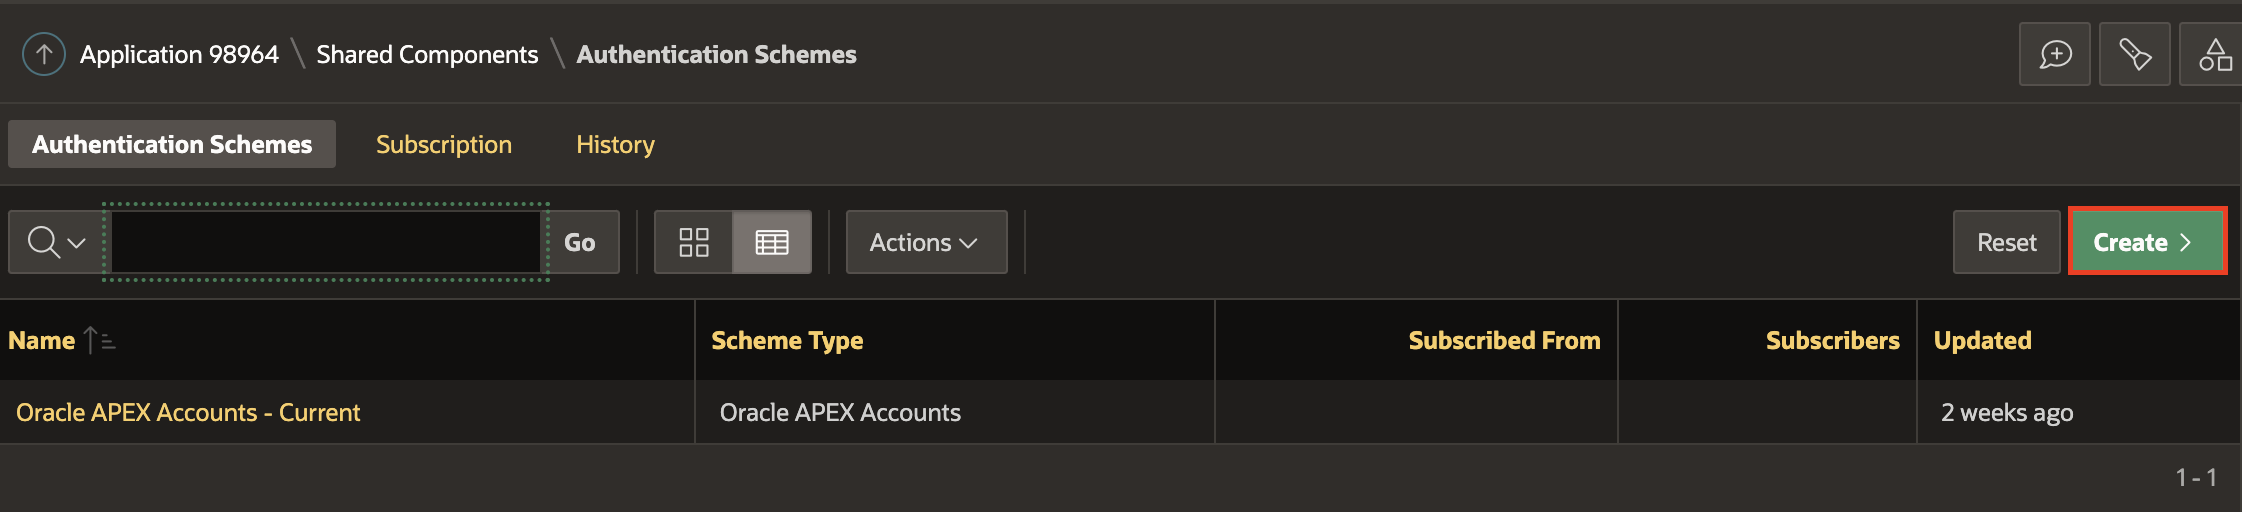 Application 98964 \ Shared Components \ Authentication Schemes
Authentication Schemes Subscription History
Go Actions Reset Create >
Name Scheme Type Subscribed From Subscribers Updated
Oracle APEX Accounts - Current Oracle APEX Accounts 2 weeks ago
1 - 1